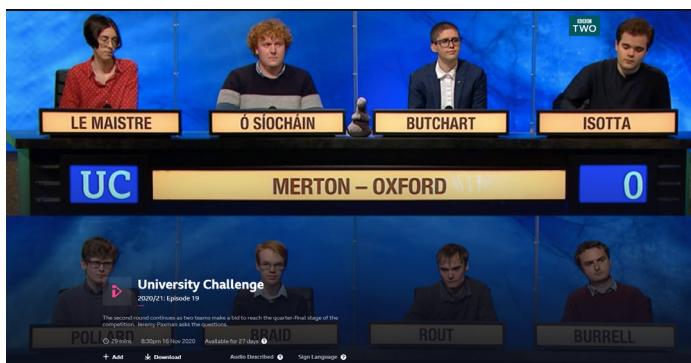 BBC
TWO
LE MAISTRE
Ó SÍOCHÁIN
BUTCHART
ISOTTA
UC
MERTON – OXFORD
0
University Challenge
2020/21: Episode 19
The second round continues as two teams make a bid to reach the quarter-final stage of the
competition. Jeremy Paxman asks the questions.
POLLARD
BRAID
ROUT
BURRELL
29 mins 8:30pm 16 Nov 2020 Available for 27 days ?
+ Add Download Audio Described ? Sign Language ?